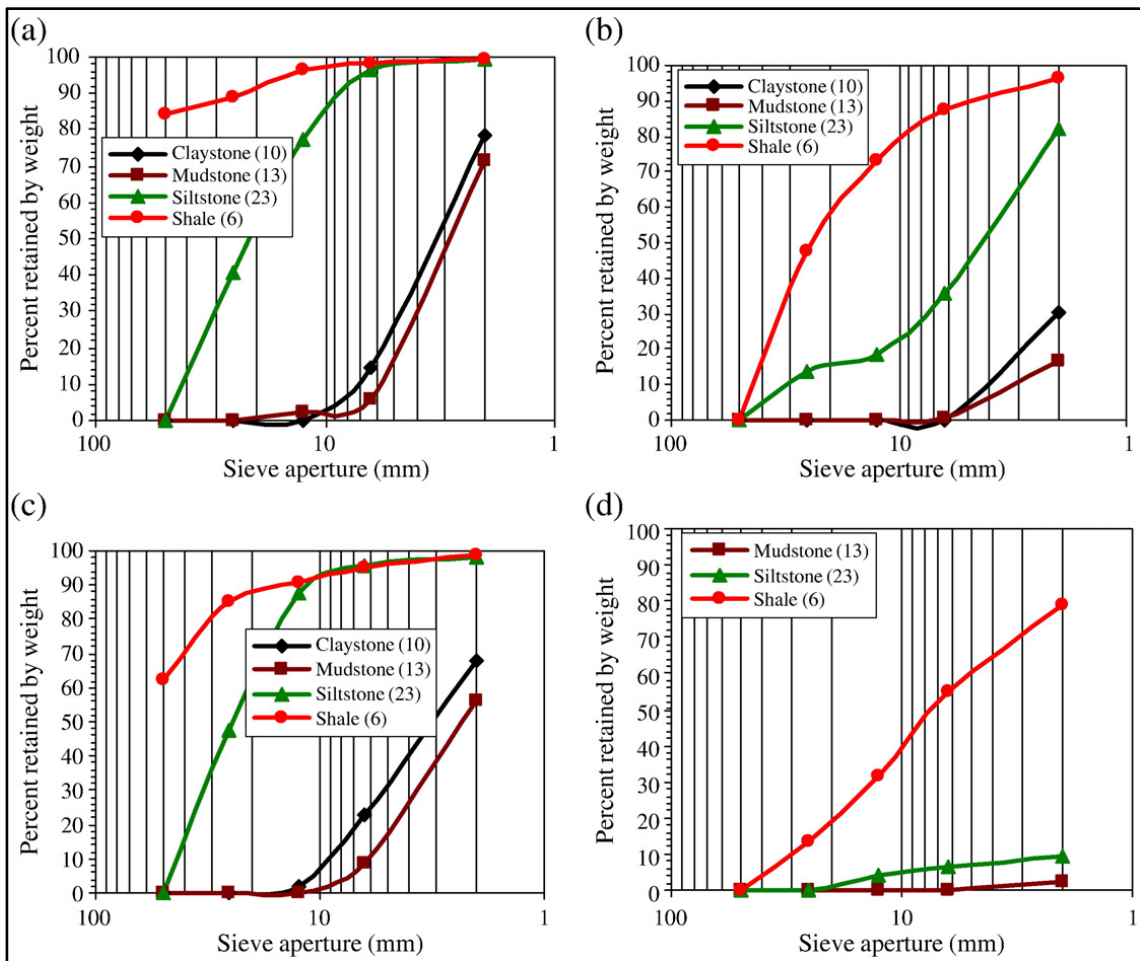 (a)
100
90
80
70
60
50
40
30
20
10
0
Percent retained by weight
Claystone (10)
Mudstone (13)
Siltstone (23)
Shale (6)
100
10
1
Sieve aperture (mm)
(b)
100
90
80
70
60
50
40
30
20
10
0
Percent retained by weight
Claystone (10)
Mudstone (13)
Siltstone (23)
Shale (6)
100
10
1
Sieve aperture (mm)
(c)
100
90
80
70
60
50
40
30
20
10
0
Percent retained by weight
Claystone (10)
Mudstone (13)
Siltstone (23)
Shale (6)
100
10
1
Sieve aperture (mm)
(d)
100
90
80
70
60
50
40
30
20
10
0
Percent retained by weight
Mudstone (13)
Siltstone (23)
Shale (6)
100
10
1
Sieve aperture (mm)